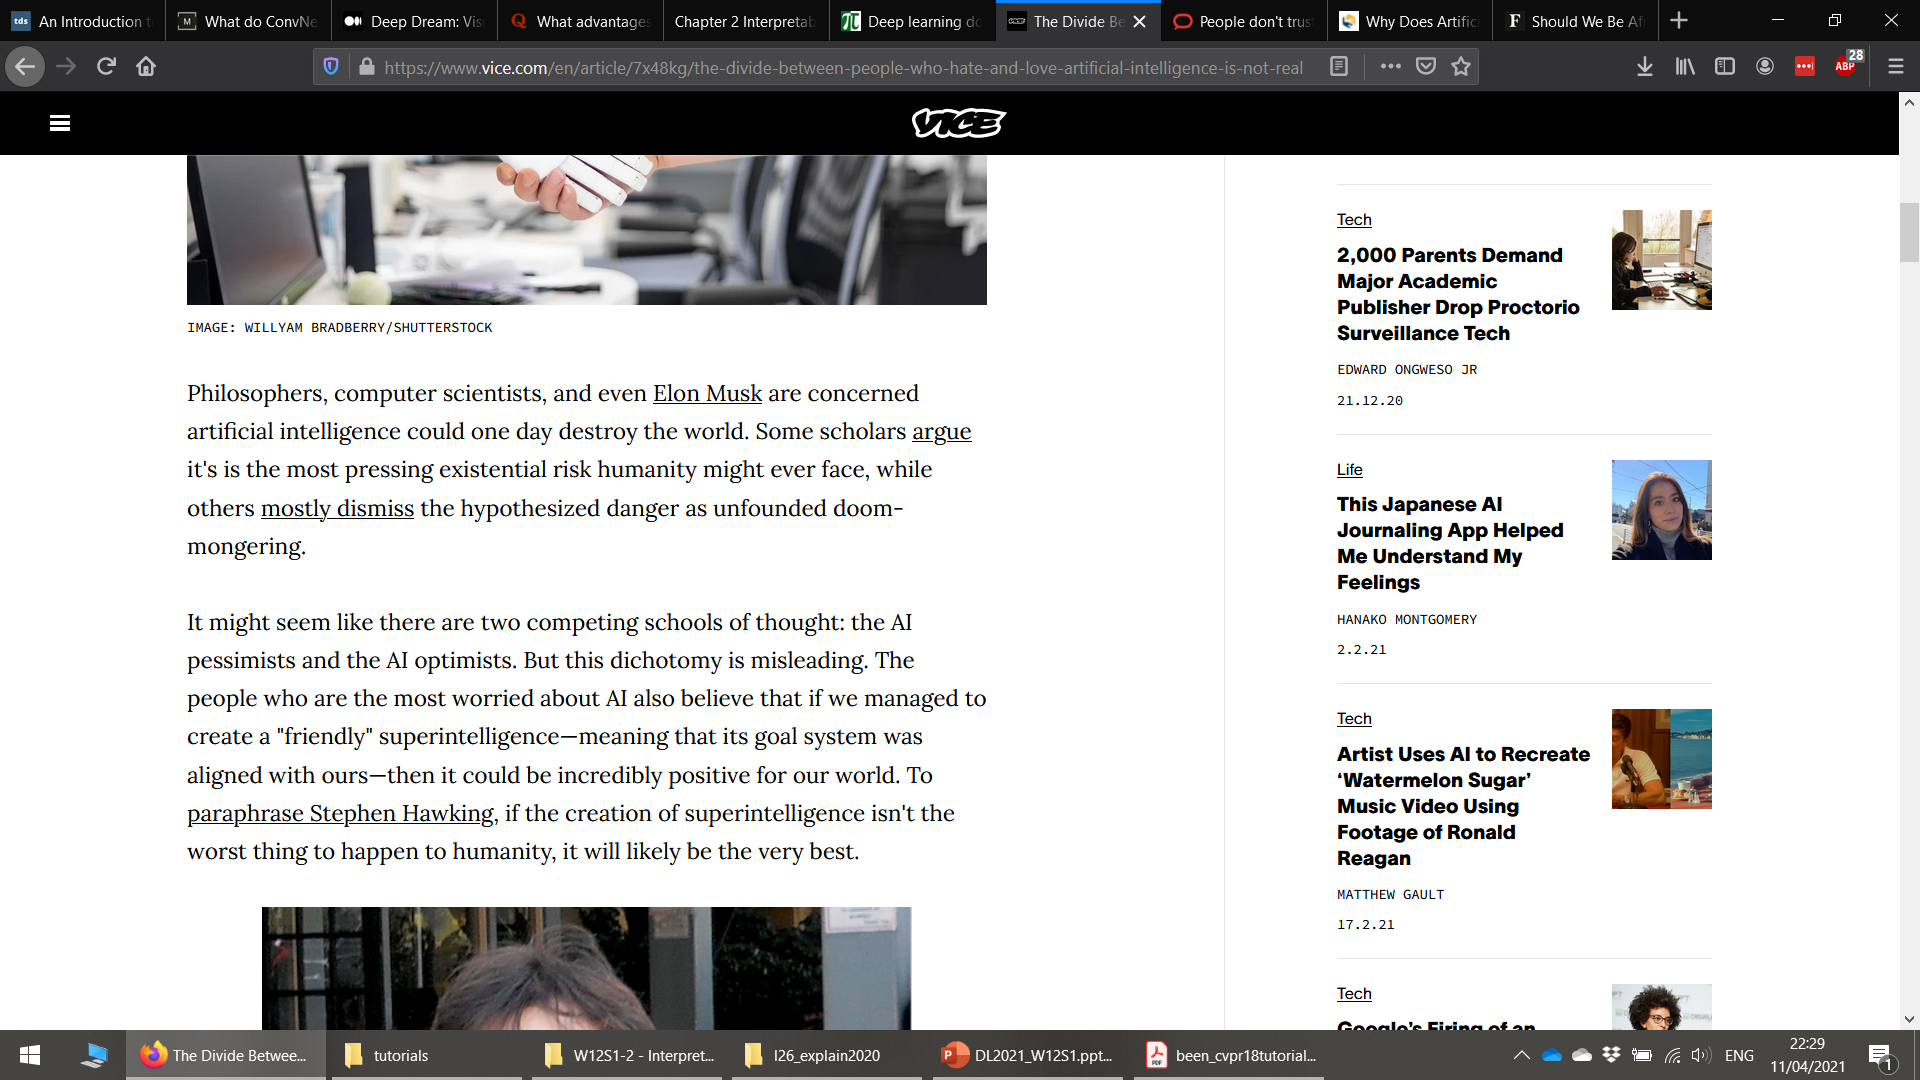 tds An Introduction t
M What do ConvNe
Deep Dream: Vis
Q What advantages
Chapter 2 Interpretab
Deep learning do
The Divide Be
People don't trus
Why Does Artific
F Should We Be Af
https://www.vice.com/en/article/7x48kg/the-divide-between-people-who-hate-and-love-artificial-intelligence-is-not-real
ABP 28
VICE
IMAGE: WILLYAM BRADBERRY/SHUTTERSTOCK
Philosophers, computer scientists, and even Elon Musk are concerned
artificial intelligence could one day destroy the world. Some scholars argue
it's is the most pressing existential risk humanity might ever face, while
others mostly dismiss the hypothesized danger as unfounded doom-
mongering.
It might seem like there are two competing schools of thought: the AI
pessimists and the AI optimists. But this dichotomy is misleading. The
people who are the most worried about AI also believe that if we managed to
create a "friendly" superintelligence—meaning that its goal system was
aligned with ours—then it could be incredibly positive for our world. To
paraphrase Stephen Hawking, if the creation of superintelligence isn't the
worst thing to happen to humanity, it will likely be the very best.
Tech
2,000 Parents Demand
Major Academic
Publisher Drop Proctorio
Surveillance Tech
EDWARD ONGWESO JR
21.12.20
Life
This Japanese AI
Journaling App Helped
Me Understand My
Feelings
HANAKO MONTGOMERY
2.2.21
Tech
Artist Uses AI to Recreate
‘Watermelon Sugar’
Music Video Using
Footage of Ronald
Reagan
MATTHEW GAULT
17.2.21
Tech
Google's Firing of an
The Divide Betwee...
tutorials
W12S1-2 - Interpret...
l26_explain2020
DL2021_W12S1.ppt...
been_cvpr18tutorial...
ENG
22:29
11/04/2021
1